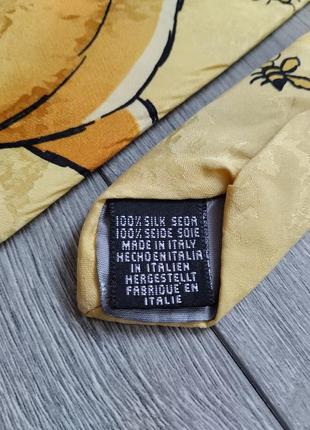 100% SILK SEDA
100% SEIDE SOIE
MADE IN ITALY
HECHO EN ITALIA
IN ITALIEN
HERGESTELLT
FABRIQUE EN
ITALIE